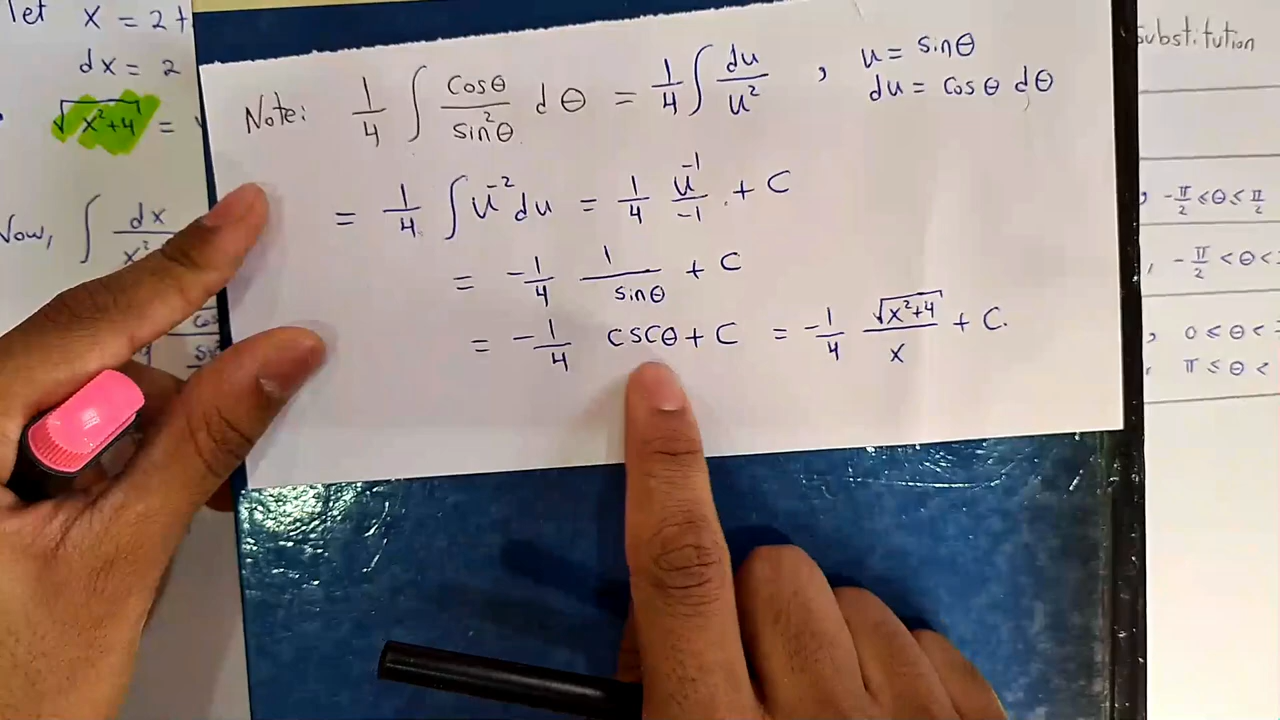 let x = 2
dx = 2
√(x²+4) =
Now, ∫ dx / x²
Note: 1/4 ∫ cosθ / sin²θ dθ = 1/4 ∫ du / u² , u = sinθ
du = cosθ dθ
= 1/4 ∫ u⁻² du = 1/4 u⁻¹ / -1 + C
= -1/4 1 / sinθ + C
= -1/4 cscθ + C = -1/4 √(x²+4) / x + C.
substitution
, -π/2 < θ < π/2
, -π/2 < θ <
, 0 ≤ θ <
π ≤ θ <